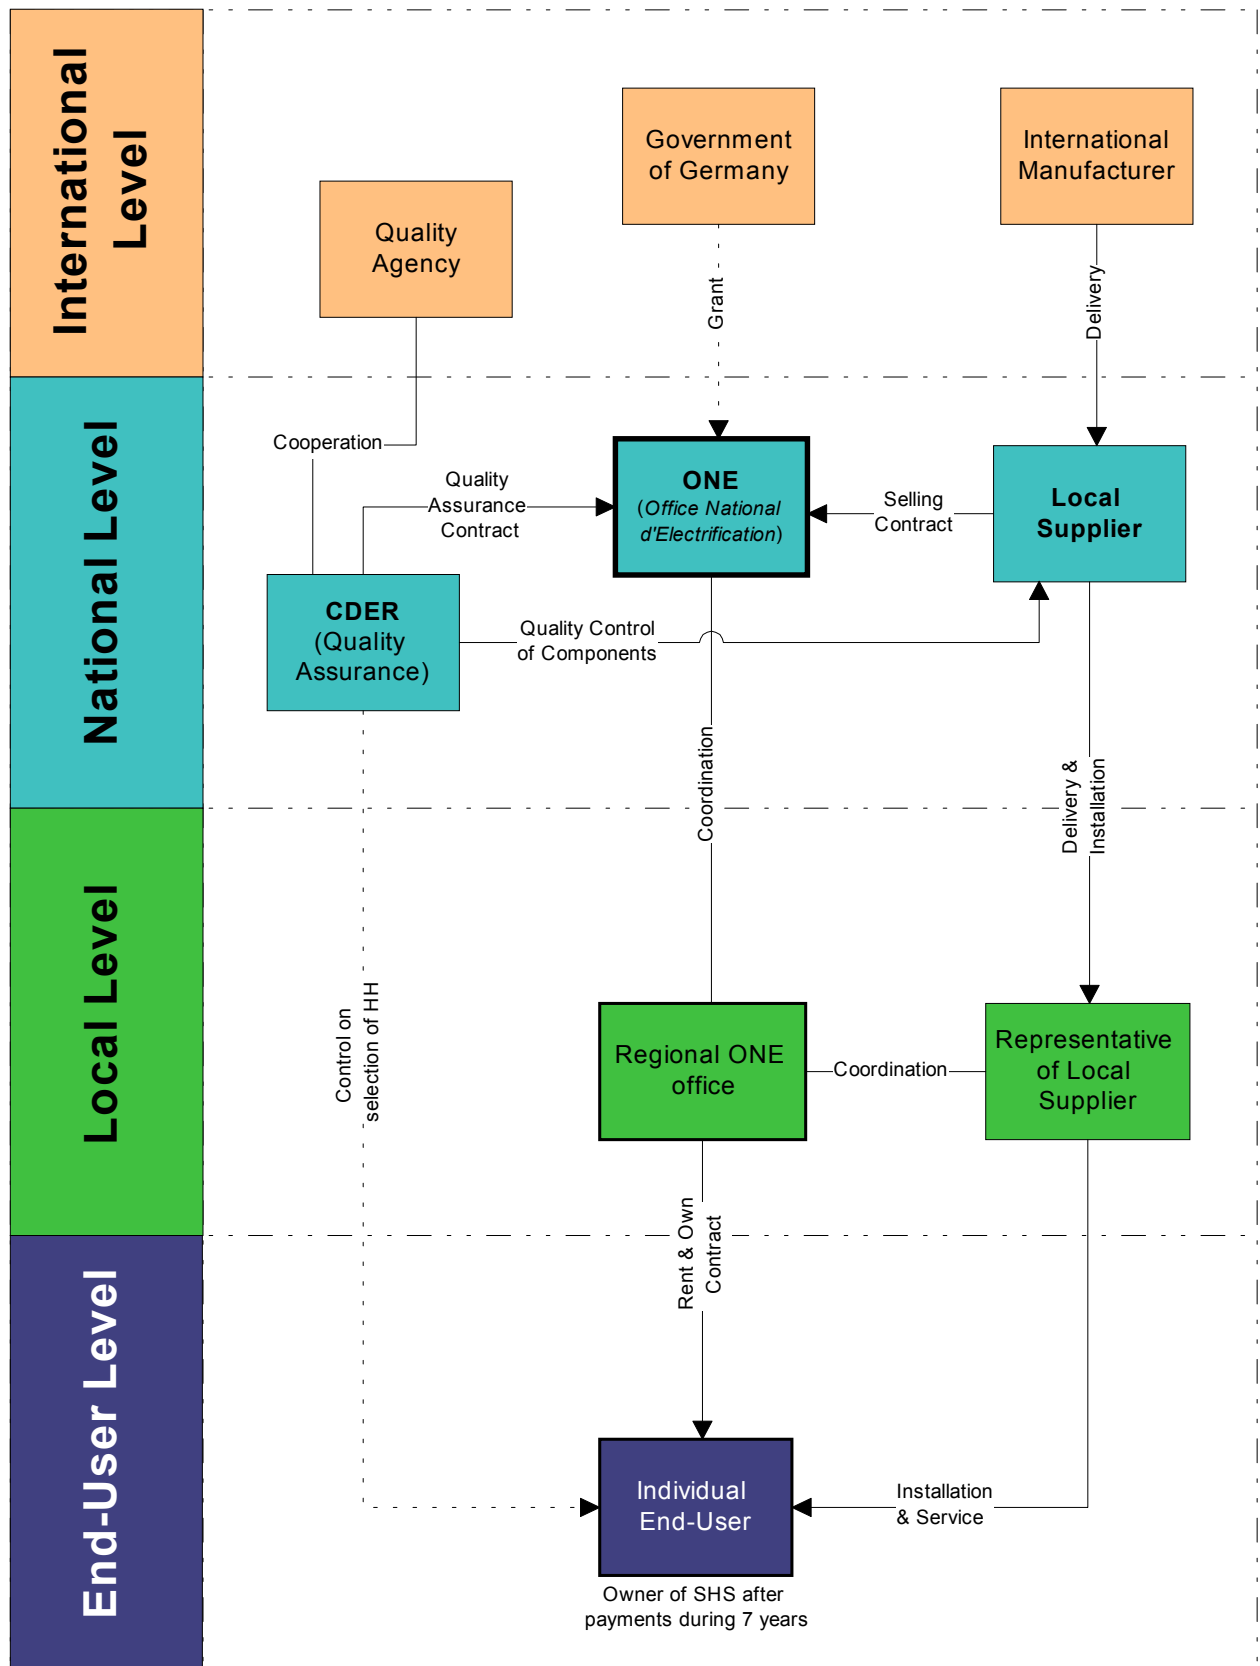 International
Level
Government
of Germany
International
Manufacturer
Quality
Agency
Grant
Delivery
National Level
Cooperation
Quality
Assurance
Contract
ONE
(Office National
d'Electrification)
Selling
Contract
Local
Supplier
CDER
(Quality
Assurance)
Quality Control
of Components
Coordination
Delivery &
Installation
Local Level
Control on
selection of HH
Regional ONE
office
Coordination
Representative
of Local
Supplier
Rent & Own
Contract
End-User Level
Individual
End-User
Installation
& Service
Owner of SHS after
payments during 7 years